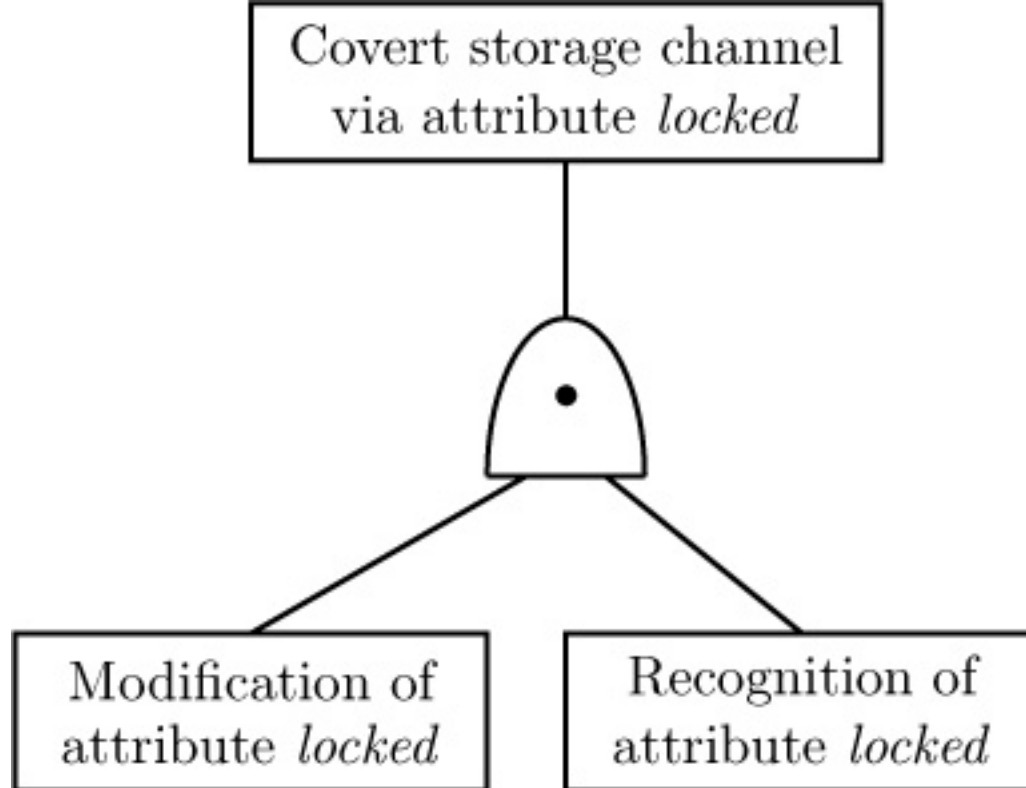 Covert storage channel
via attribute locked
Modification of
attribute locked
Recognition of
attribute locked